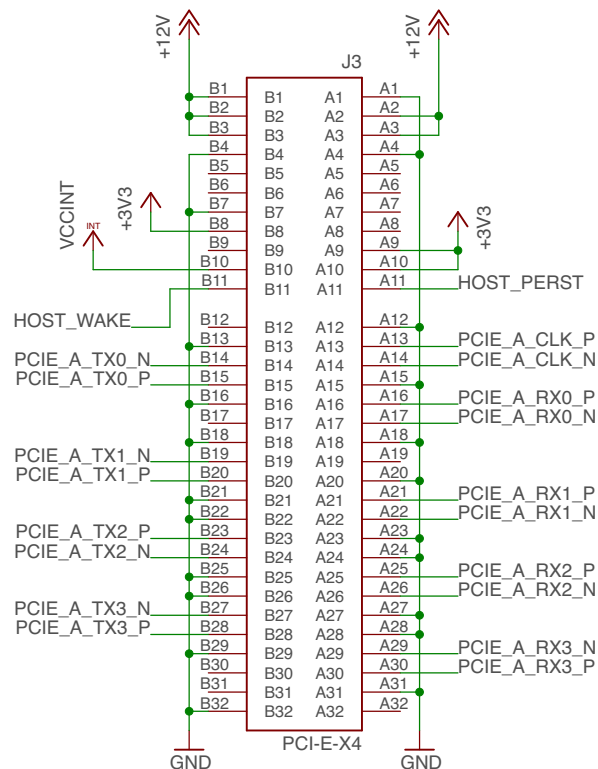 +12V +12V
J3
B1 B1 A1 A1
B2 B2 A2 A2
B3 B3 A3 A3
B4 B4 A4 A4
B5 B5 A5 A5
B6 B6 A6 A6
B7 B7 A7 A7
B8 B8 A8 A8
B9 B9 A9 A9
B10 B10 A10 A10
B11 B11 A11 A11
VCCINT
INT
+3V3
+3V3
HOST_PERST
HOST_WAKE
B12 B12 A12 A12
B13 B13 A13 A13 PCIE_A_CLK_P
PCIE_A_TX0_N B14 B14 A14 A14 PCIE_A_CLK_N
PCIE_A_TX0_P B15 B15 A15 A15
B16 B16 A16 A16 PCIE_A_RX0_P
B17 B17 A17 A17 PCIE_A_RX0_N
B18 B18 A18 A18
PCIE_A_TX1_N B19 B19 A19 A19
PCIE_A_TX1_P B20 B20 A20 A20
B21 B21 A21 A21 PCIE_A_RX1_P
B22 B22 A22 A22 PCIE_A_RX1_N
PCIE_A_TX2_P B23 B23 A23 A23
PCIE_A_TX2_N B24 B24 A24 A24
B25 B25 A25 A25 PCIE_A_RX2_P
B26 B26 A26 A26 PCIE_A_RX2_N
PCIE_A_TX3_N B27 B27 A27 A27
PCIE_A_TX3_P B28 B28 A28 A28
B29 B29 A29 A29 PCIE_A_RX3_N
B30 B30 A30 A30 PCIE_A_RX3_P
B31 B31 A31 A31
B32 B32 A32 A32
PCI-E-X4
GND GND